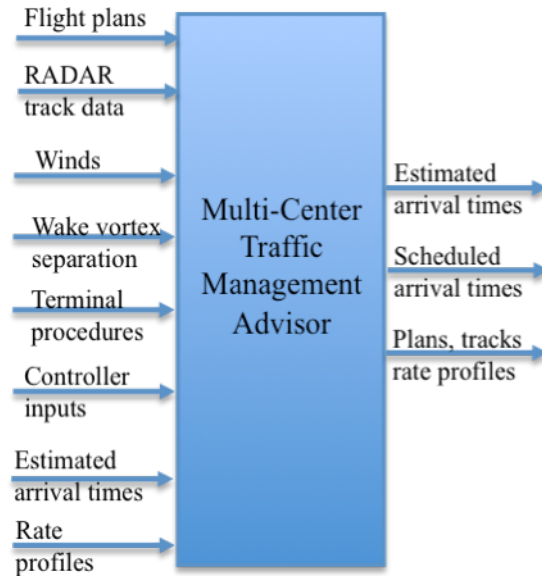 Flight plans
RADAR
track data
Winds
Wake vortex
separation
Terminal
procedures
Controller
inputs
Estimated
arrival times
Rate
profiles
Multi-Center
Traffic
Management
Advisor
Estimated
arrival times
Scheduled
arrival times
Plans, tracks
rate profiles